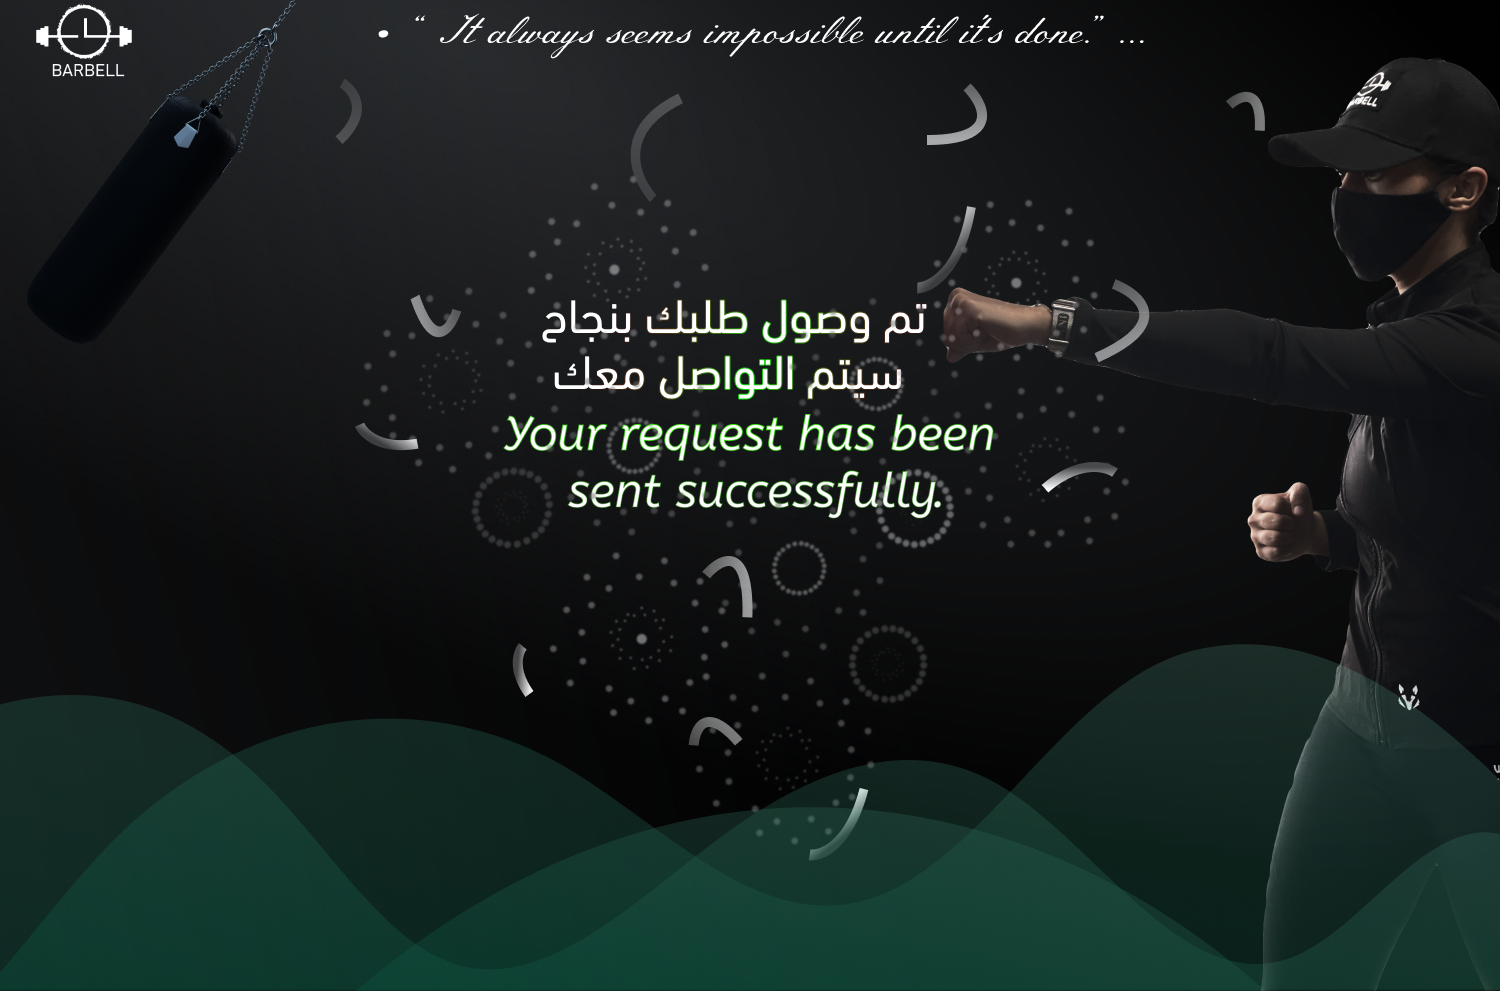 BARBELL
• “ It always seems impossible until it's done.” ...
BARBELL
تم وصول طلبك بنجاح
سيتم التواصل معك
Your request has been
sent successfully.